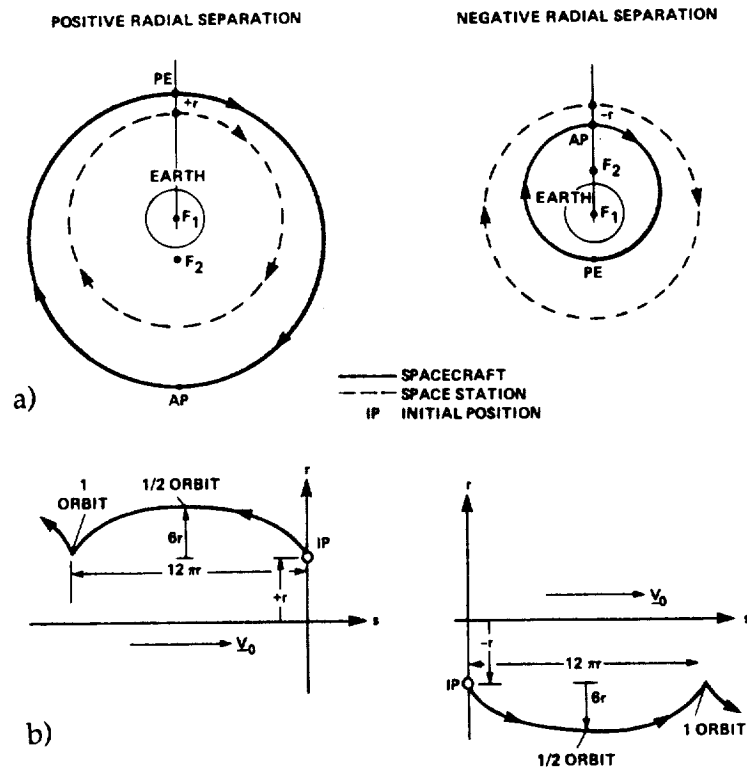 POSITIVE RADIAL SEPARATION
NEGATIVE RADIAL SEPARATION
PE
+r
EARTH
F1
F2
AP
-r
AP
F2
EARTH
F1
PE
a)
SPACECRAFT
SPACE STATION
IP INITIAL POSITION
1
ORBIT
1/2 ORBIT
r
6r
IP
12 πr
+r
s
V0
b)
r
V0
s
-r
12 πr
IP
6r
1 ORBIT
1/2 ORBIT